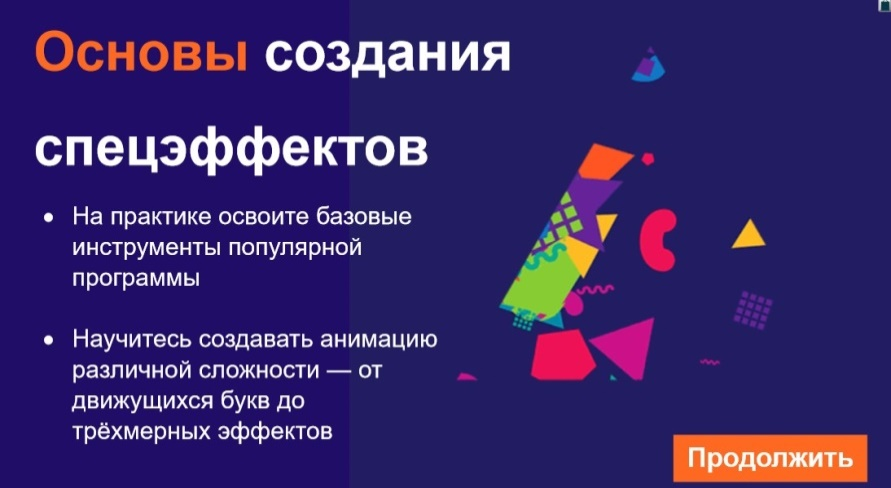 Основы создания
спецэффектов
На практике освоите базовые
инструменты популярной
программы
Научитесь создавать анимацию
различной сложности — от
движущихся букв до
трёхмерных эффектов
Продолжить